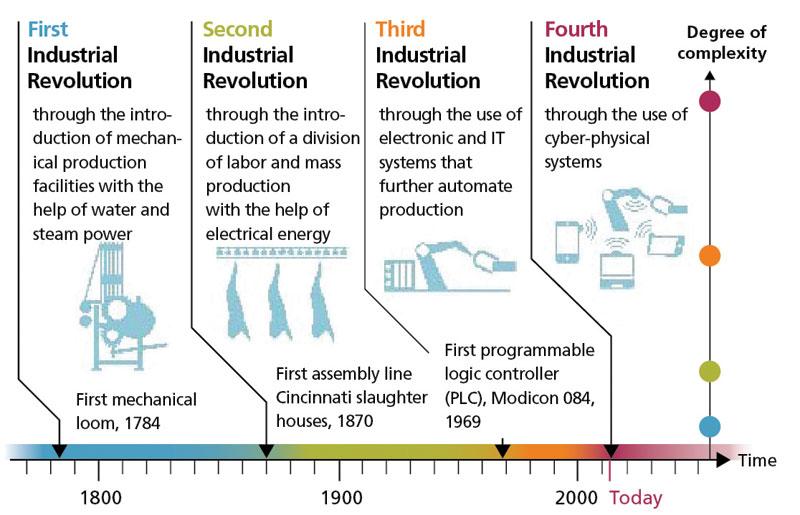 First
Industrial
Revolution
through the intro-
duction of mechan-
ical production
facilities with the
help of water and
steam power
First mechanical
loom, 1784
Second
Industrial
Revolution
through the intro-
duction of a division
of labor and mass
production
with the help of
electrical energy
First assembly line
Cincinnati slaughter
houses, 1870
Third
Industrial
Revolution
through the use of
electronic and IT
systems that
further automate
production
First programmable
logic controller
(PLC), Modicon 084,
1969
Fourth
Industrial
Revolution
through the use of
cyber-physical
systems
Degree of
complexity
Time
1800
1900
2000
Today